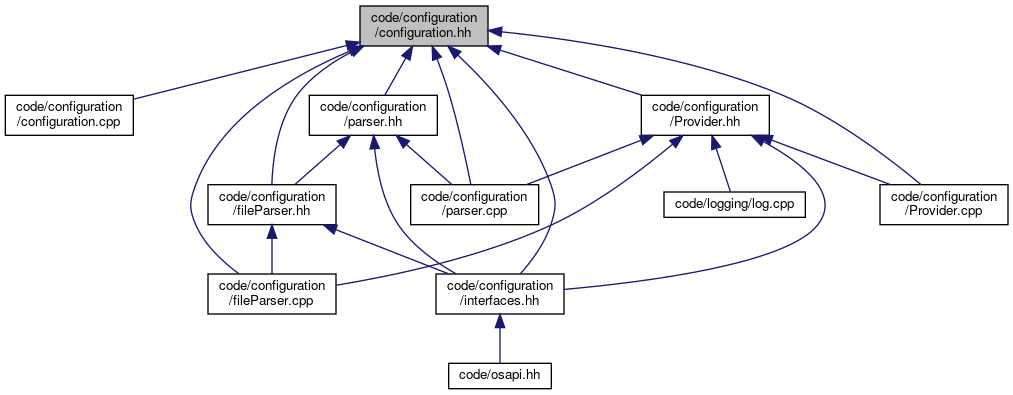 code/configuration
/configuration.hh
code/configuration
/configuration.cpp
code/configuration
/parser.hh
code/configuration
/Provider.hh
code/configuration
/fileParser.hh
code/configuration
/parser.cpp
code/logging/log.cpp
code/configuration
/Provider.cpp
code/configuration
/fileParser.cpp
code/configuration
/interfaces.hh
code/osapi.hh